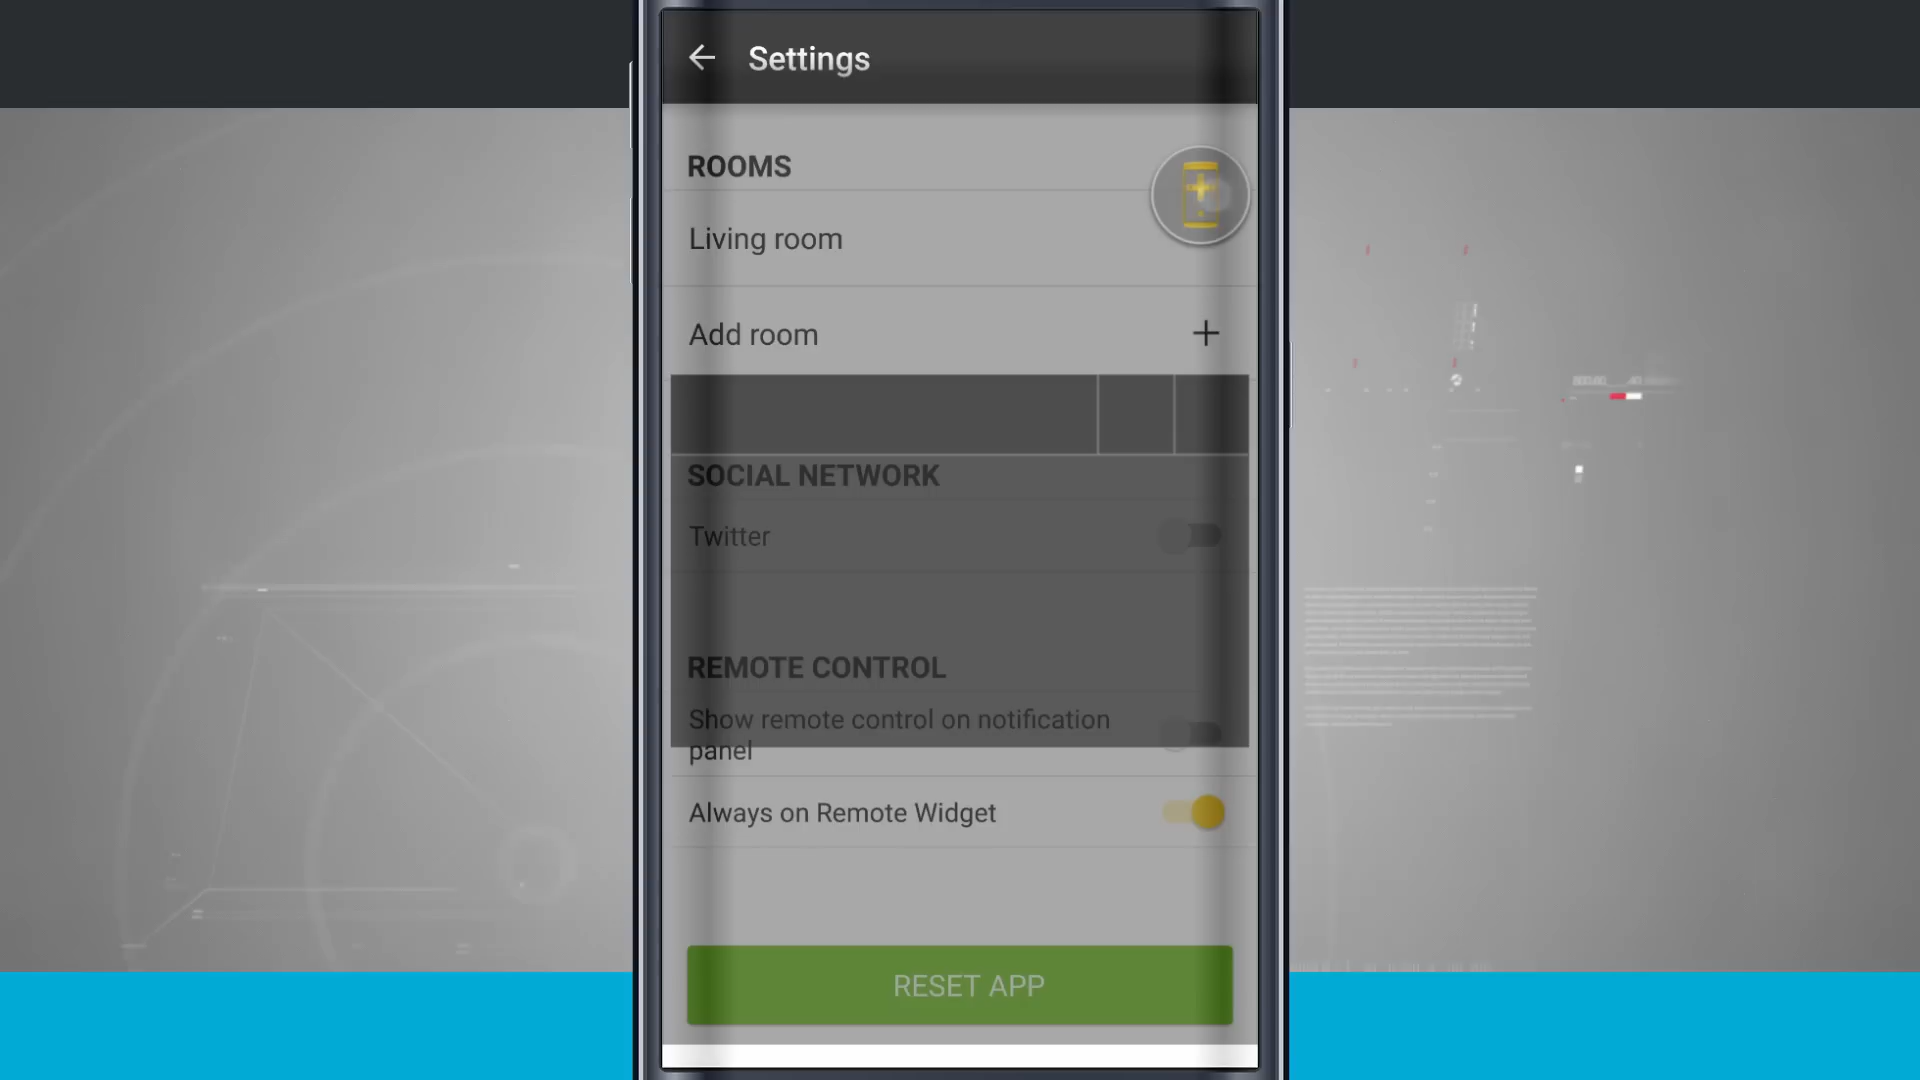 Settings
ROOMS
Living room
Add room
SOCIAL NETWORK
Twitter
REMOTE CONTROL
Show remote control on notification
panel
Always on Remote Widget
RESET APP